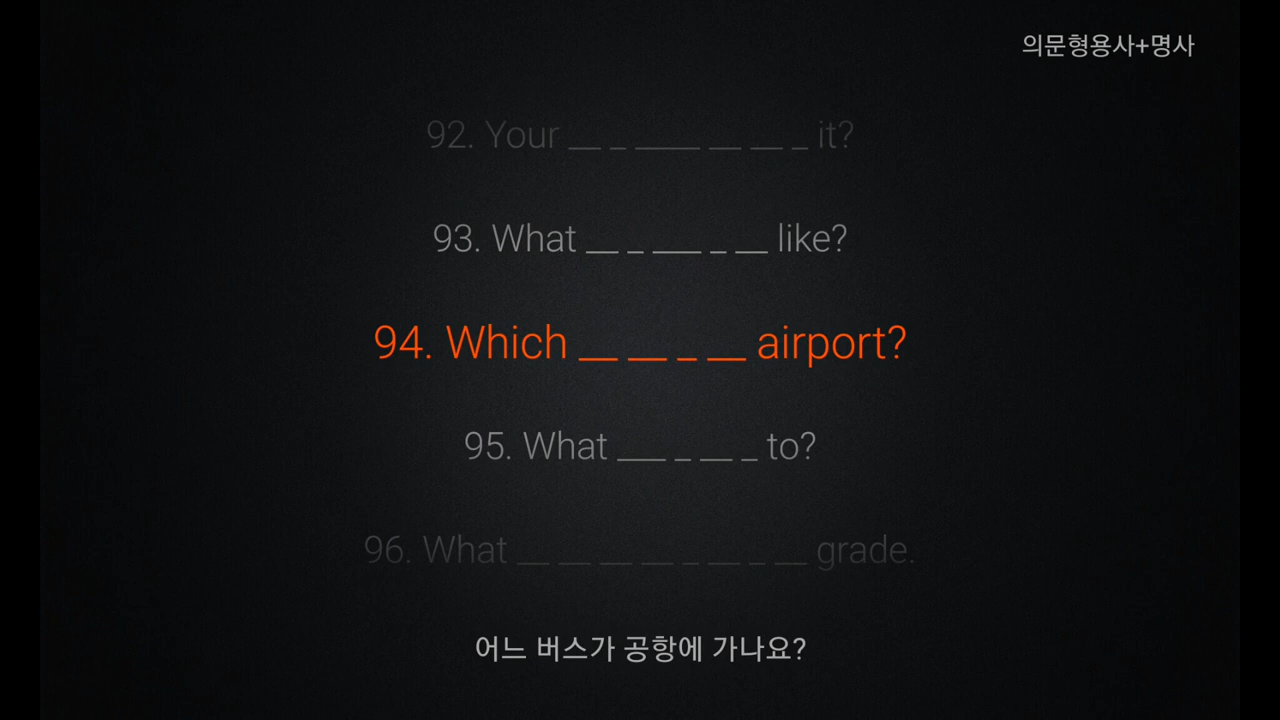 의문형용사+명사
92. Your __ _ ____ __ __ _ it?
93. What __ _ ___ _ __ like?
94. Which __ __ _ __ airport?
95. What ___ _ __ _ to?
96. What __ __ __ __ _ __ _ __ grade.
어느 버스가 공항에 가나요?